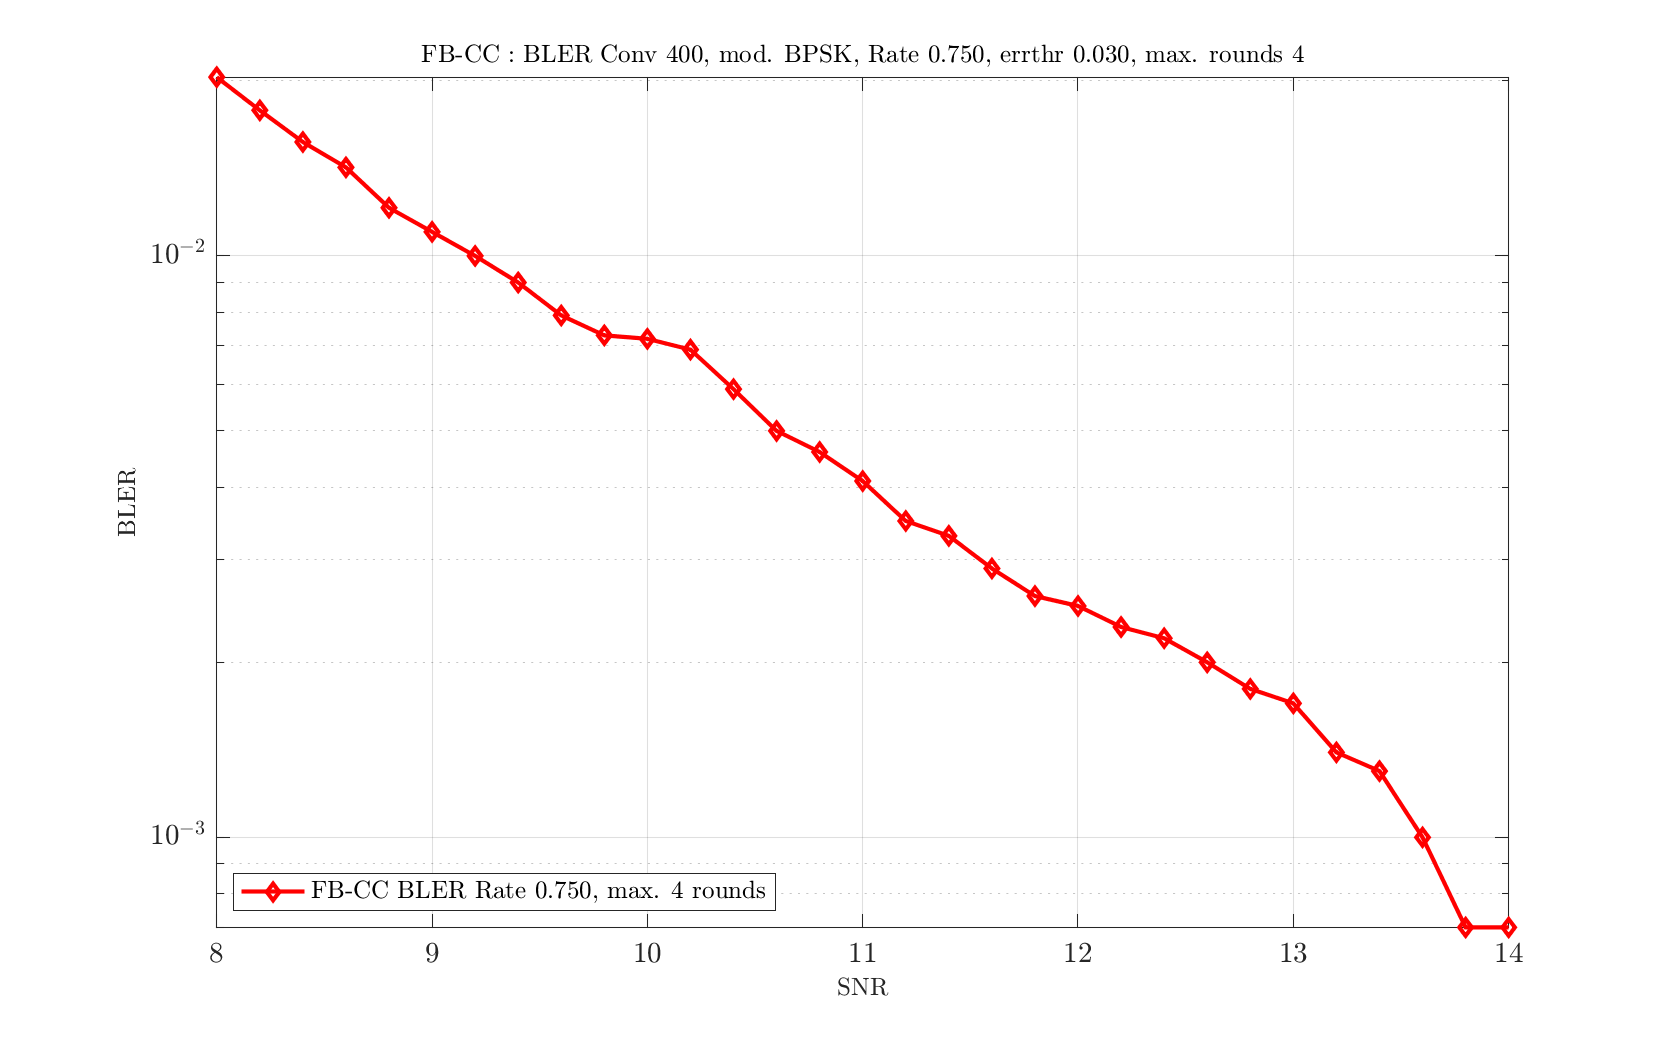 FB-CC : BLER Conv 400, mod. BPSK, Rate 0.750, errthr 0.030, max. rounds 4
10⁻²
BLER
10⁻³
FB-CC BLER Rate 0.750, max. 4 rounds
8 9 10 11 12 13 14
SNR